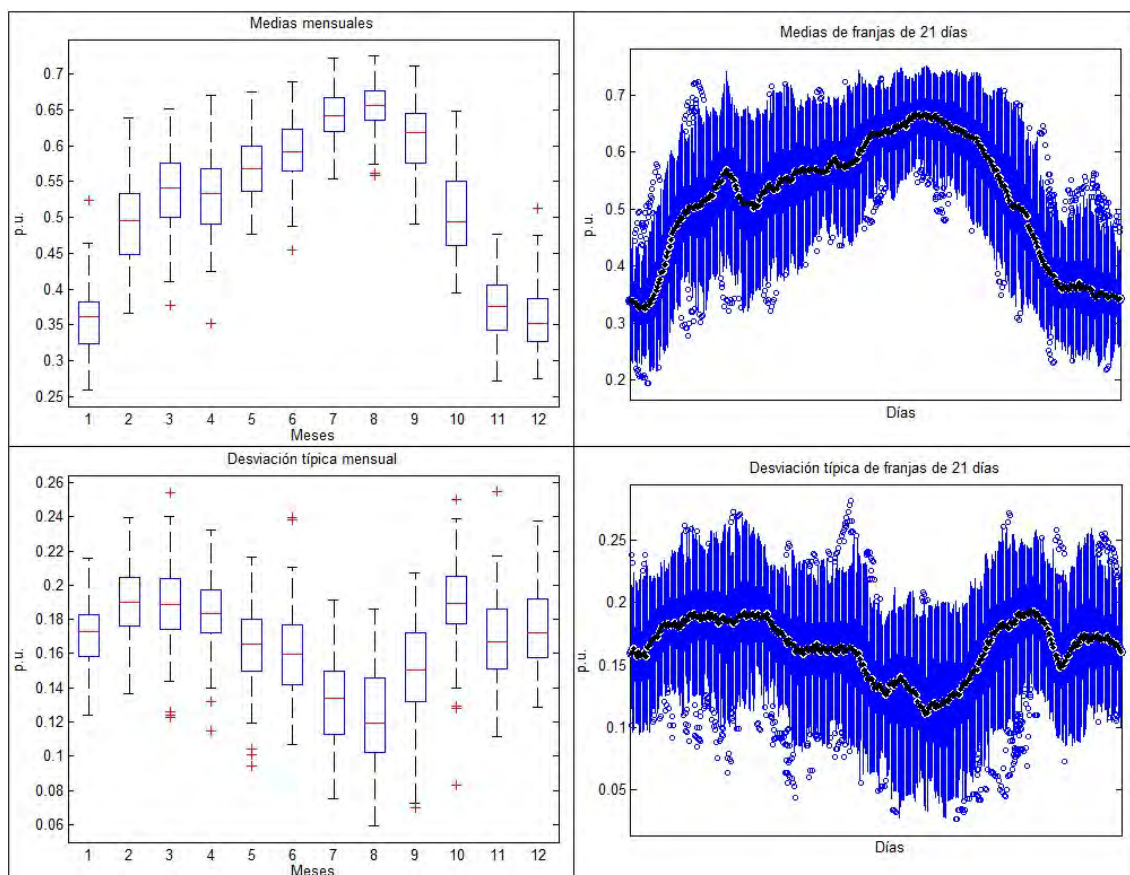 Medias mensuales
0.7
0.65
0.6
0.55
0.5
0.45
0.4
0.35
0.3
0.25
p.u.
1 2 3 4 5 6 7 8 9 10 11 12
Meses
Medias de franjas de 21 días
0.7
0.6
0.5
0.4
0.3
0.2
p.u.
Días
Desviación típica mensual
0.26
0.24
0.22
0.2
0.18
0.16
0.14
0.12
0.1
0.08
0.06
p.u.
1 2 3 4 5 6 7 8 9 10 11 12
Meses
Desviación típica de franjas de 21 días
0.25
0.2
0.15
0.1
0.05
p.u.
Días